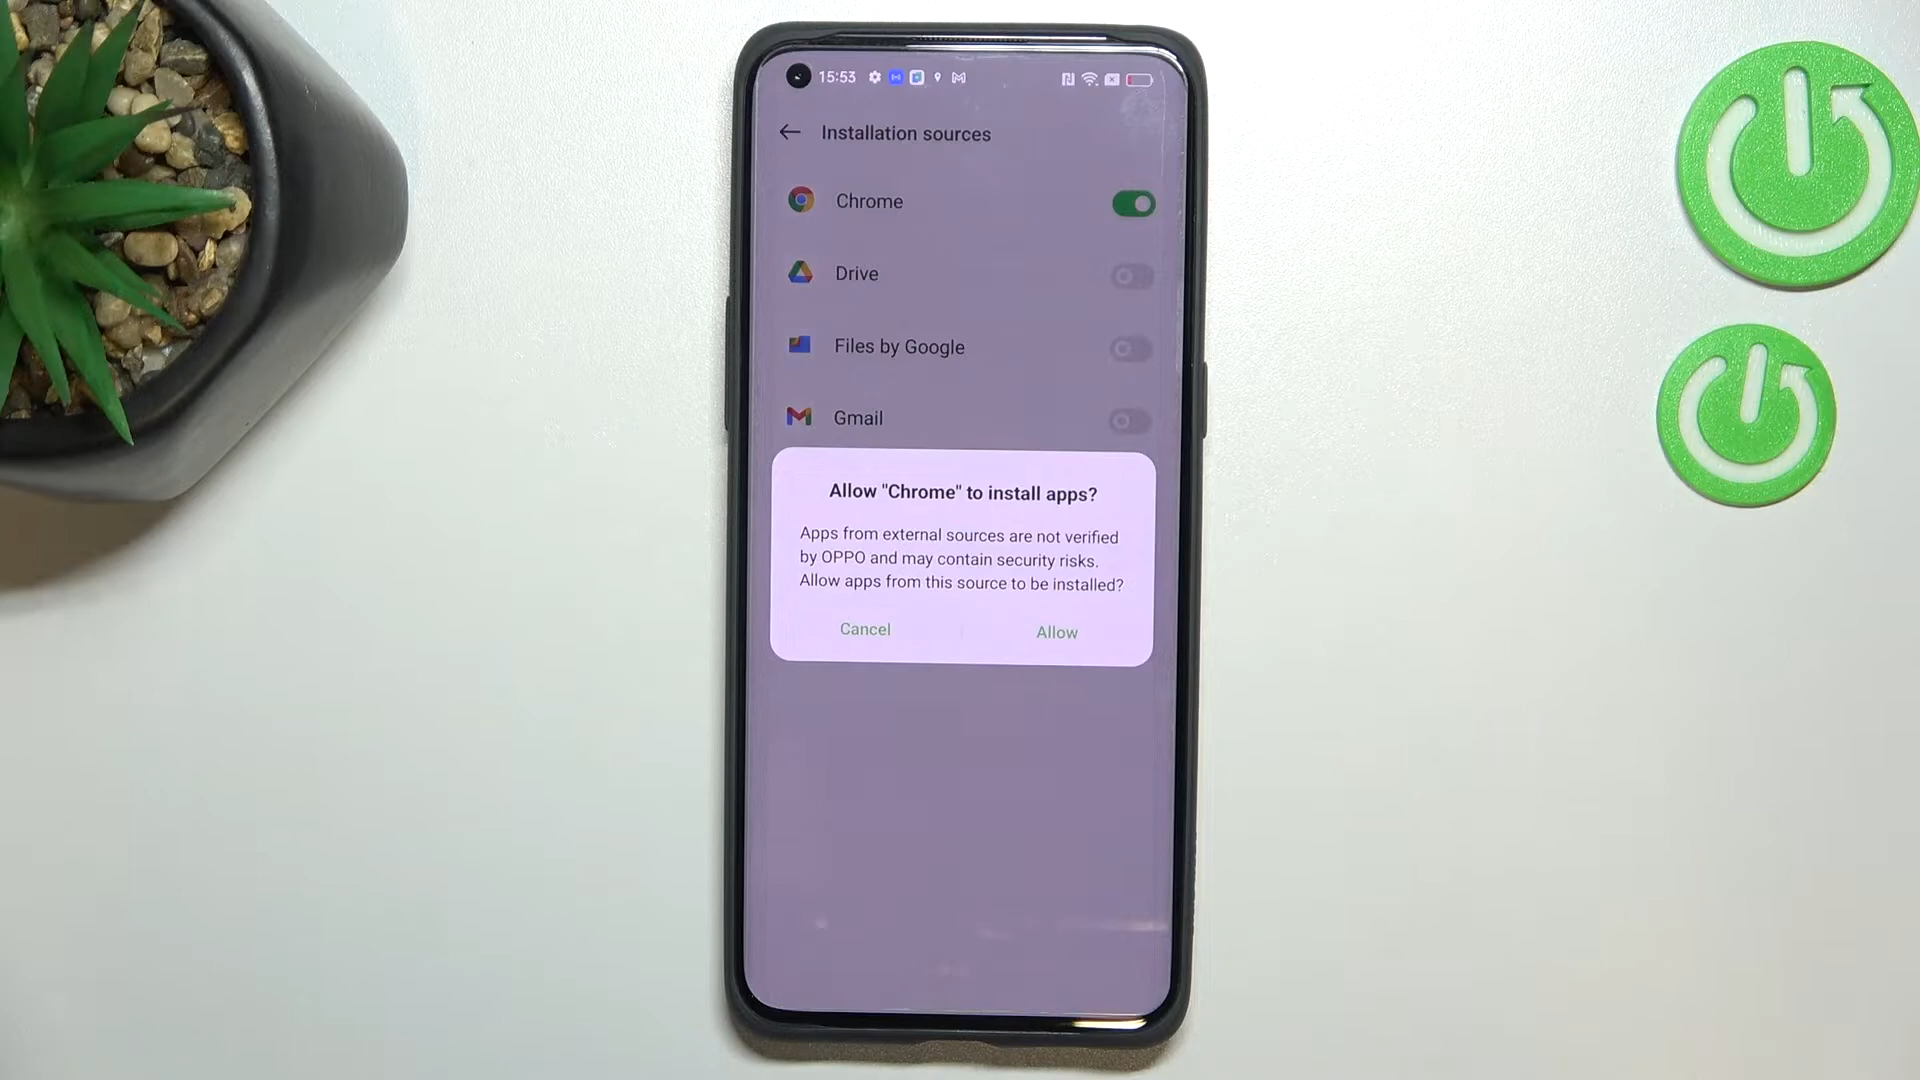 15:53
Installation sources
Chrome
Drive
Files by Google
Gmail
Allow "Chrome" to install apps?
Apps from external sources are not verified
by OPPO and may contain security risks.
Allow apps from this source to be installed?
Cancel
Allow